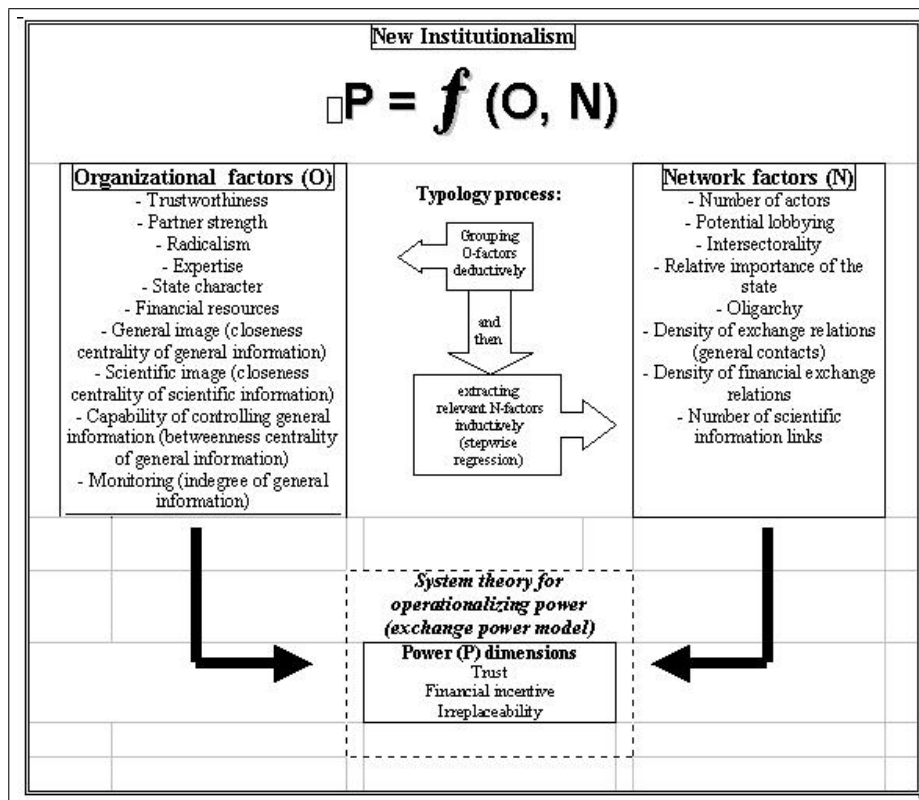 New Institutionalism
P = f (O, N)
Organizational factors (O)
- Trustworthiness
- Partner strength
- Radicalism
- Expertise
- State character
- Financial resources
- General image (closeness
centrality of general information)
- Scientific image (closeness
centrality of scientific information)
- Capability of controlling general
information (betweenness centrality
of general information)
- Monitoring (indegree of general
information)
Typology process:
Grouping
O-factors
deductively
and
then
extracting
relevant N-factors
inductively
(stepwise
regression)
Network factors (N)
- Number of actors
- Potential lobbying
- Intersectorality
- Relative importance of the
state
- Oligarchy
- Density of exchange relations
(general contacts)
- Density of financial exchange
relations
- Number of scientific
information links
System theory for
operationalizing power
(exchange power model)
Power (P) dimensions
Trust
Financial incentive
Irreplaceability